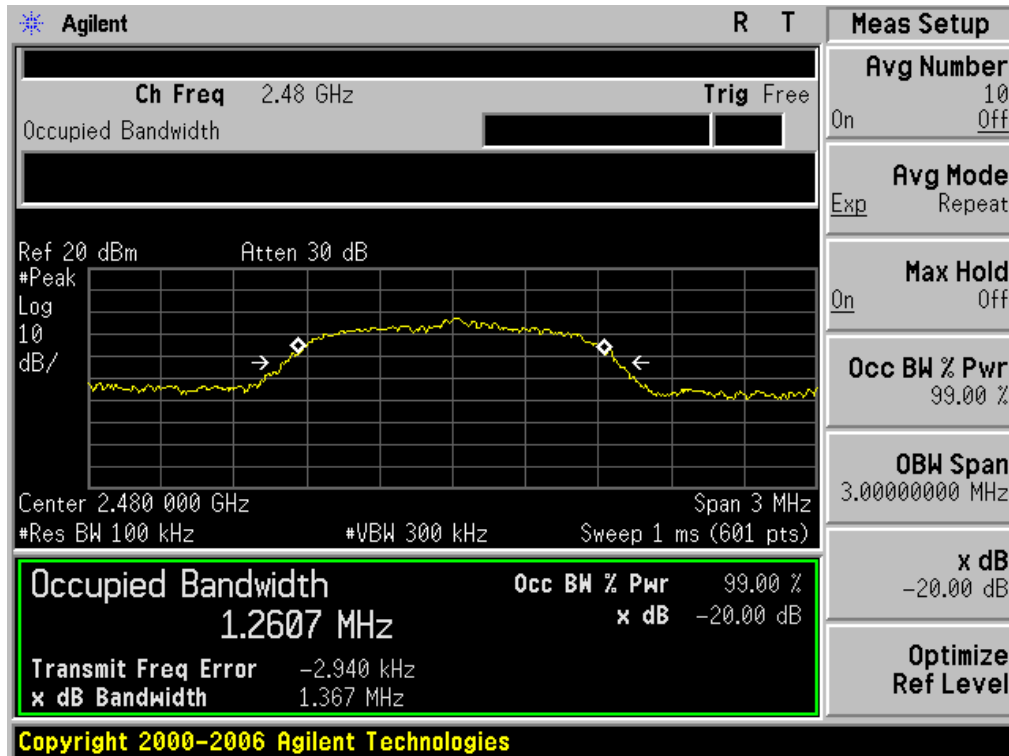 Agilent R T
Ch Freq 2.48 GHz Trig Free
Occupied Bandwidth
Ref 20 dBm Atten 30 dB
#Peak
Log
10
dB/
Center 2.480 000 GHz Span 3 MHz
#Res BW 100 kHz #VBW 300 kHz Sweep 1 ms (601 pts)
Occupied Bandwidth Occ BW % Pwr 99.00 %
1.2607 MHz x dB -20.00 dB
Transmit Freq Error -2.940 kHz
x dB Bandwidth 1.367 MHz
Copyright 2000-2006 Agilent Technologies
Meas Setup
Avg Number
10
On Off
Avg Mode
Exp Repeat
Max Hold
On Off
Occ BW % Pwr
99.00 %
OBW Span
3.00000000 MHz
x dB
-20.00 dB
Optimize
Ref Level